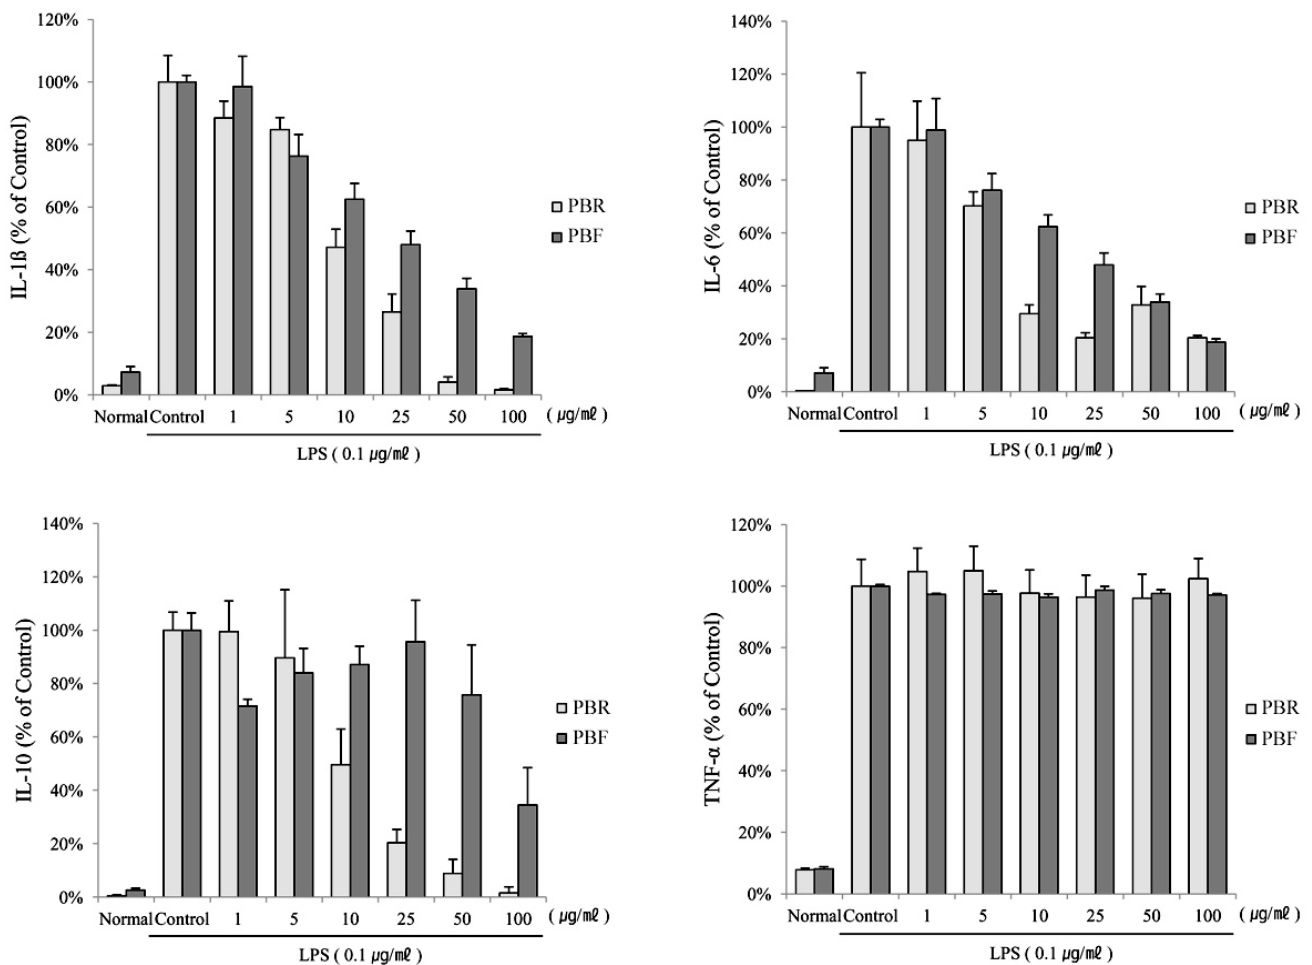 120%
100%
80%
60%
40%
20%
0%
IL-1ß (% of Control)
PBR
PBF
Normal Control 1 5 10 25 50 100 ( μg/㎖ )
LPS ( 0.1 μg/㎖ )
140%
120%
100%
80%
60%
40%
20%
0%
IL-6 (% of Control)
PBR
PBF
Normal Control 1 5 10 25 50 100 ( μg/㎖ )
LPS ( 0.1 μg/㎖ )
140%
120%
100%
80%
60%
40%
20%
0%
IL-10 (% of Control)
PBR
PBF
Normal Control 1 5 10 25 50 100 ( μg/㎖ )
LPS ( 0.1 μg/㎖ )
120%
100%
80%
60%
40%
20%
0%
TNF-α (% of Control)
PBR
PBF
Normal Control 1 5 10 25 50 100 ( μg/㎖ )
LPS ( 0.1 μg/㎖ )